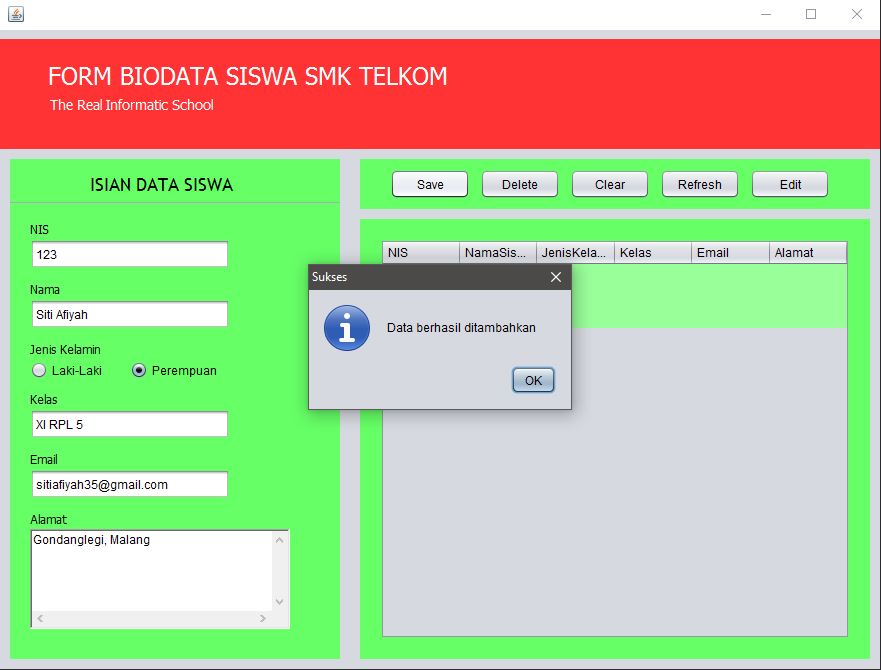 FORM BIODATA SISWA SMK TELKOM
The Real Informatic School
ISIAN DATA SISWA
Save Delete Clear Refresh Edit
NIS
123
Nama
Siti Afiyah
Jenis Kelamin
Laki-Laki Perempuan
Kelas
XI RPL 5
Email
sitiafiyah35@gmail.com
Alamat
Gondanglegi, Malang
NIS NamaSis... JenisKela... Kelas Email Alamat
Sukses
Data berhasil ditambahkan
OK